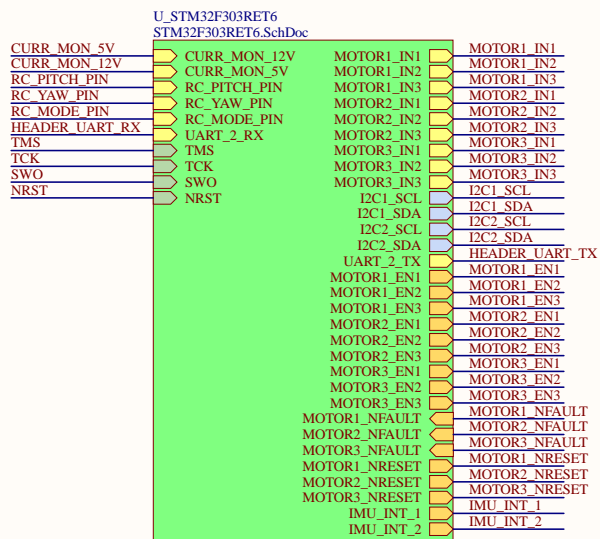 U_STM32F303RET6
STM32F303RET6.SchDoc
CURR_MON_5V
CURR_MON_12V
RC_PITCH_PIN
RC_YAW_PIN
RC_MODE_PIN
HEADER_UART_RX
TMS
TCK
SWO
NRST
CURR_MON_12V
CURR_MON_5V
RC_PITCH_PIN
RC_YAW_PIN
RC_MODE_PIN
UART_2_RX
TMS
TCK
SWO
NRST
MOTOR1_IN1
MOTOR1_IN2
MOTOR1_IN3
MOTOR2_IN1
MOTOR2_IN2
MOTOR2_IN3
MOTOR3_IN1
MOTOR3_IN2
MOTOR3_IN3
I2C1_SCL
I2C1_SDA
I2C2_SCL
I2C2_SDA
UART_2_TX
MOTOR1_EN1
MOTOR1_EN2
MOTOR1_EN3
MOTOR2_EN1
MOTOR2_EN2
MOTOR2_EN3
MOTOR3_EN1
MOTOR3_EN2
MOTOR3_EN3
MOTOR1_NFAULT
MOTOR2_NFAULT
MOTOR3_NFAULT
MOTOR1_NRESET
MOTOR2_NRESET
MOTOR3_NRESET
IMU_INT_1
IMU_INT_2
MOTOR1_IN1
MOTOR1_IN2
MOTOR1_IN3
MOTOR2_IN1
MOTOR2_IN2
MOTOR2_IN3
MOTOR3_IN1
MOTOR3_IN2
MOTOR3_IN3
I2C1_SCL
I2C1_SDA
I2C2_SCL
I2C2_SDA
HEADER_UART_TX
MOTOR1_EN1
MOTOR1_EN2
MOTOR1_EN3
MOTOR2_EN1
MOTOR2_EN2
MOTOR2_EN3
MOTOR3_EN1
MOTOR3_EN2
MOTOR3_EN3
MOTOR1_NFAULT
MOTOR2_NFAULT
MOTOR3_NFAULT
MOTOR1_NRESET
MOTOR2_NRESET
MOTOR3_NRESET
IMU_INT_1
IMU_INT_2